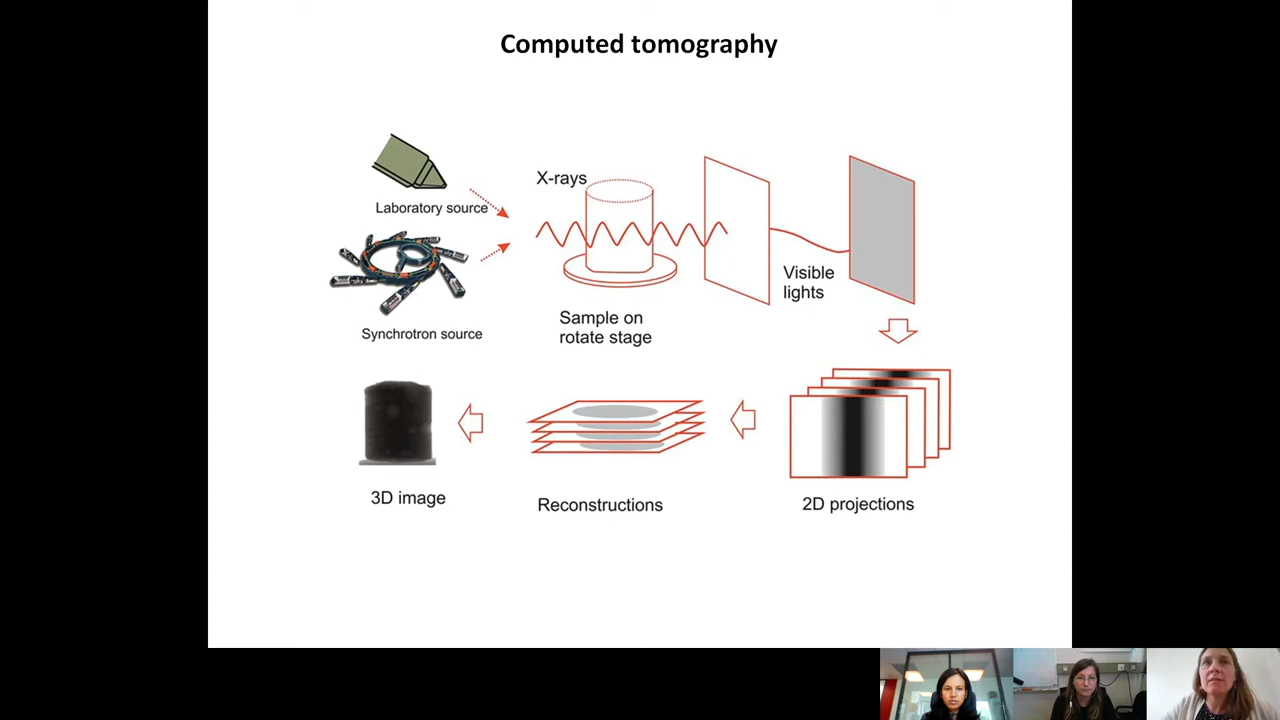 Computed tomography
X-rays
Laboratory source
Visible
lights
Sample on
rotate stage
Synchrotron source
3D image
Reconstructions
2D projections